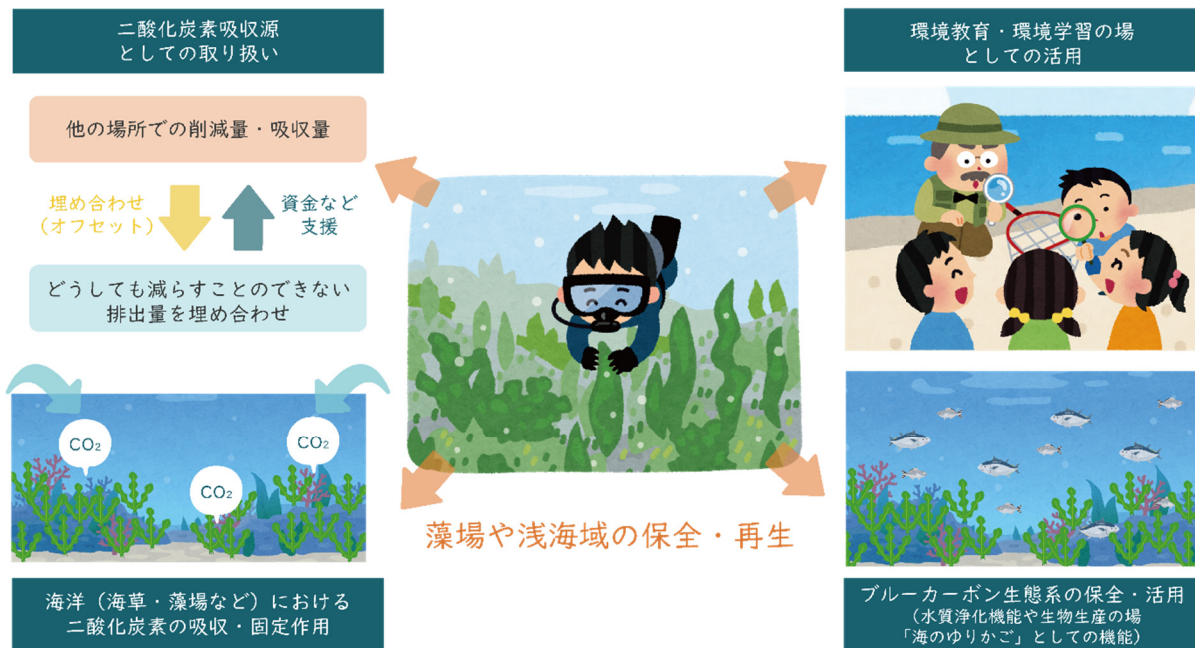 二酸化炭素吸収源
としての取り扱い
他の場所での削減量・吸収量
埋め合わせ
(オフセット)
資金など
支援
どうしても減らすことのできない
排出量を埋め合わせ
CO₂
CO₂
CO₂
海洋（海草・藻場など）における
二酸化炭素の吸収・固定作用
藻場や浅海域の保全・再生
環境教育・環境学習の場
としての活用
ブルーカーボン生態系の保全・活用
（水質浄化機能や生物生産の場
「海のゆりかご」としての機能）